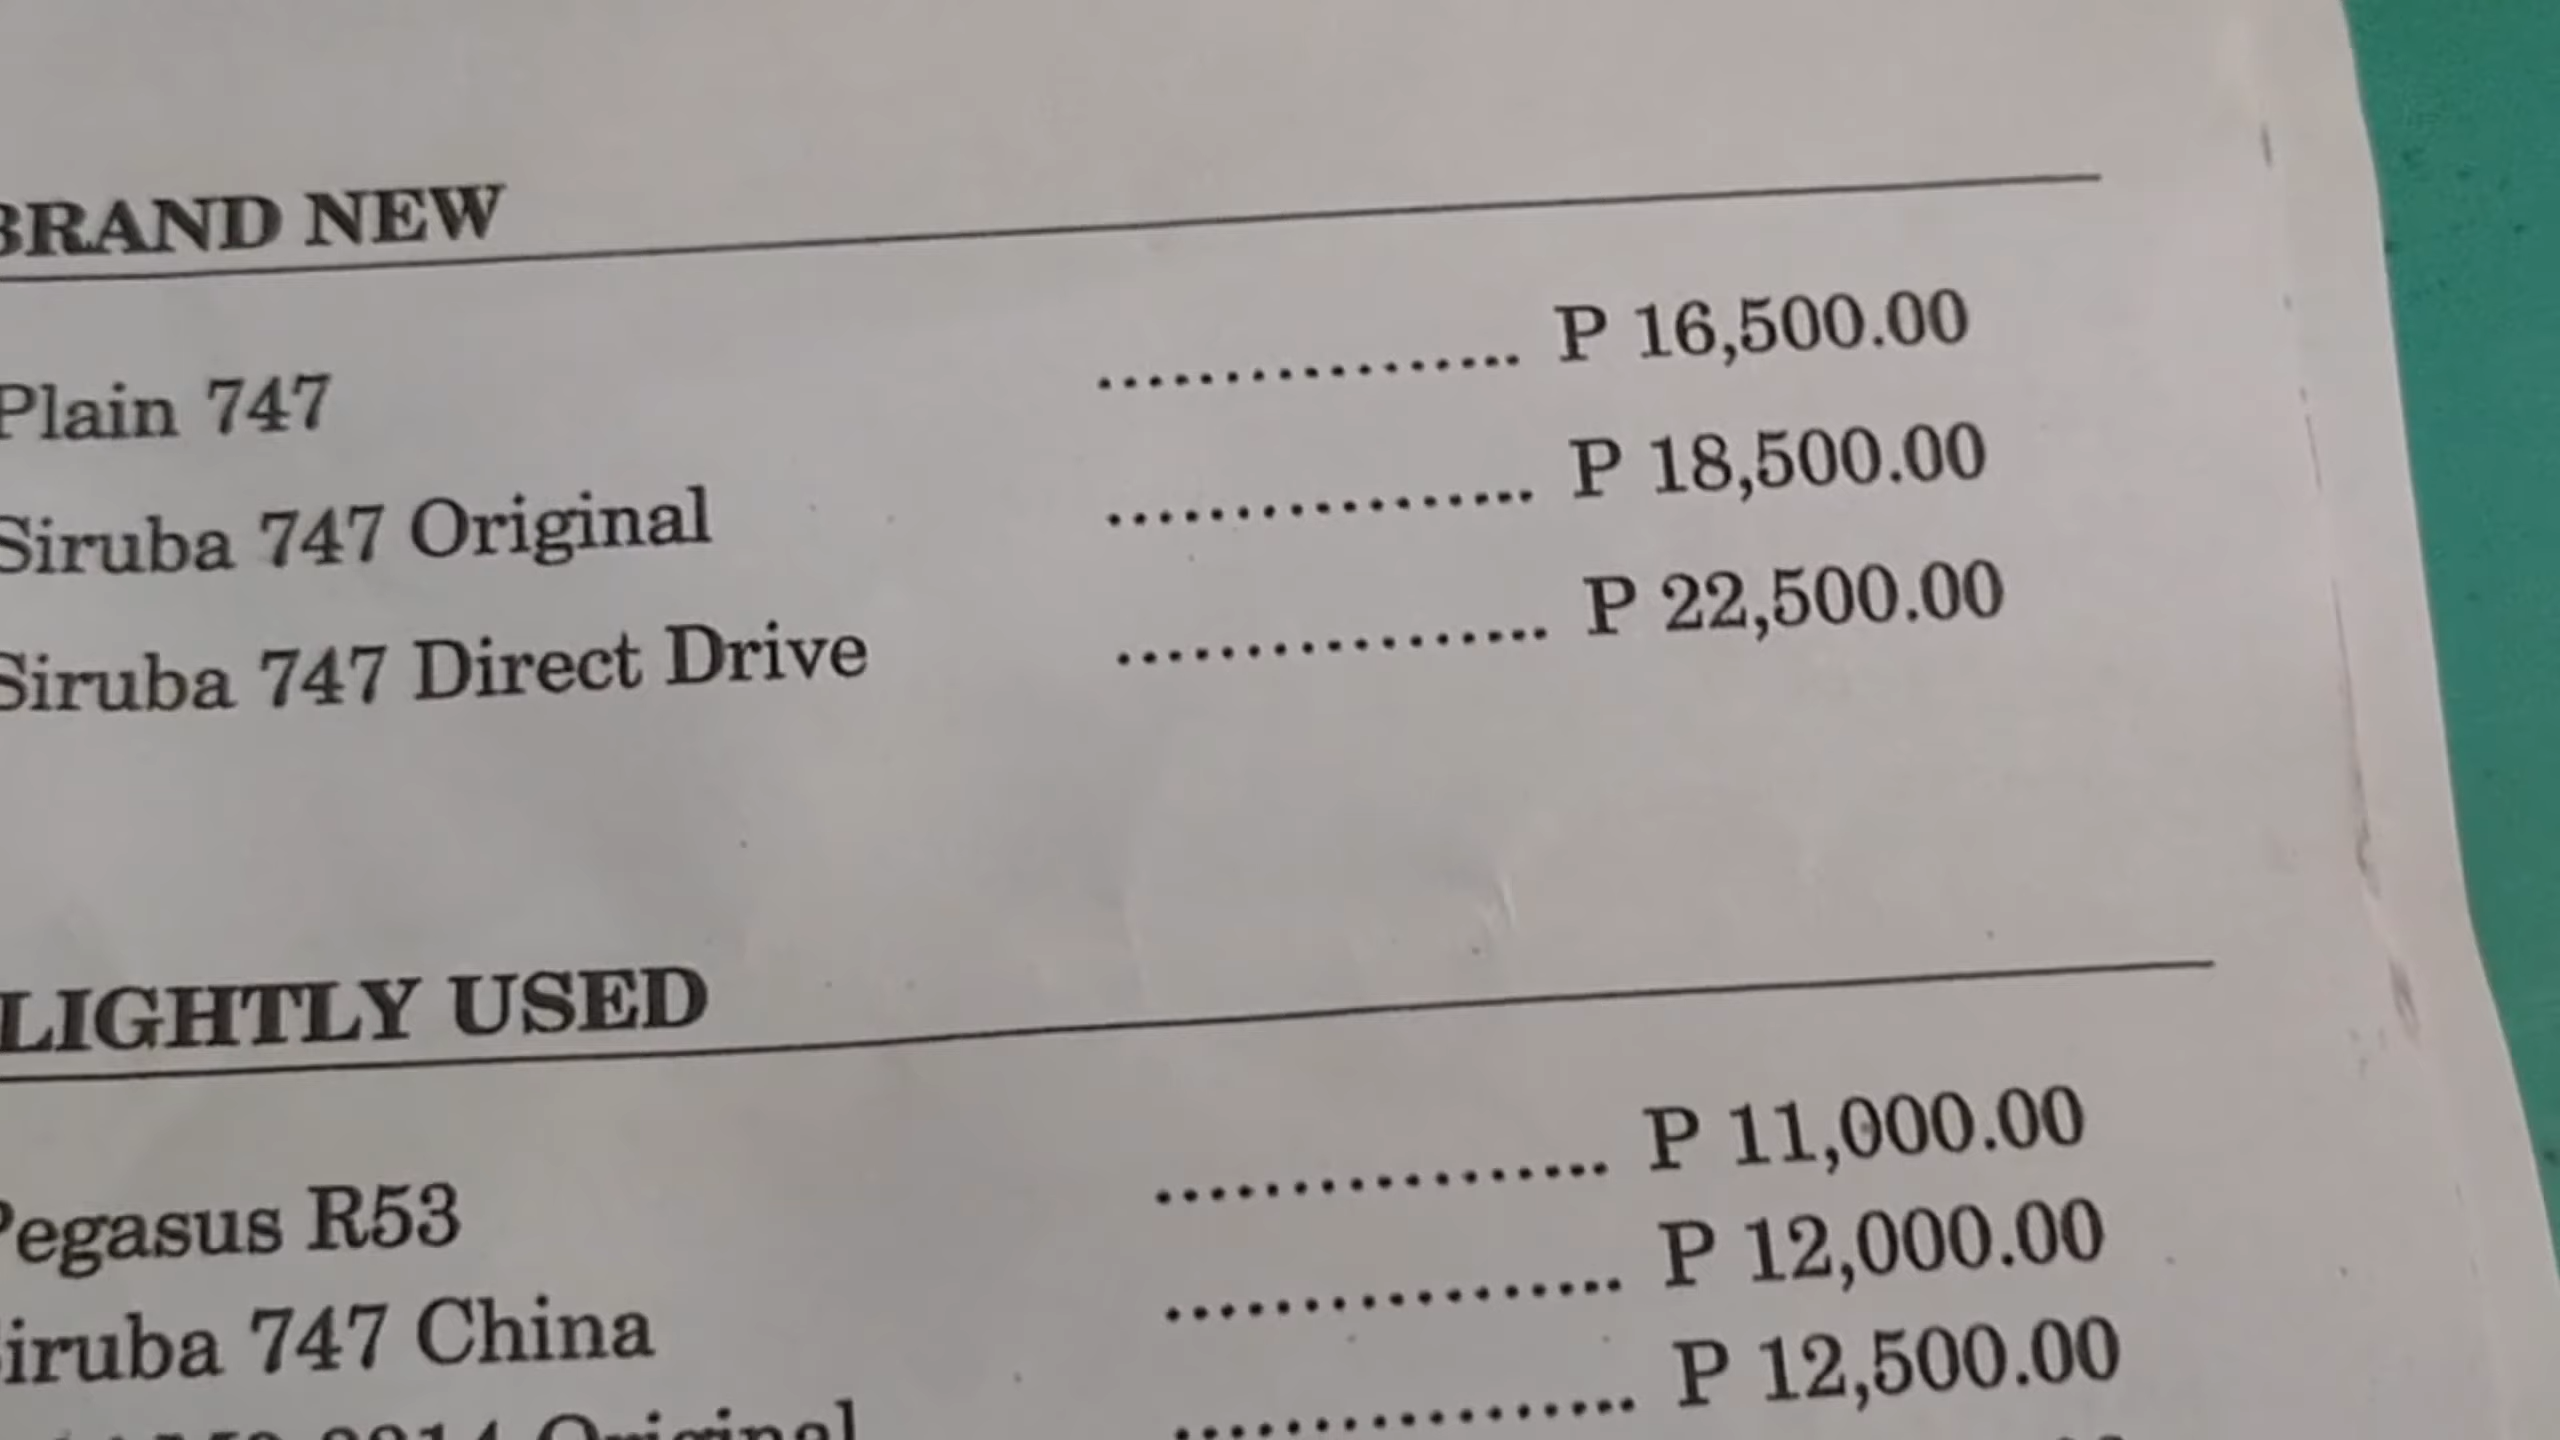 BRAND NEW
Plain 747 ................. P 16,500.00
Siruba 747 Original ................. P 18,500.00
Siruba 747 Direct Drive ................. P 22,500.00
LIGHTLY USED
Pegasus R53 ................. P 11,000.00
iruba 747 China ................. P 12,000.00
Original ................. P 12,500.00